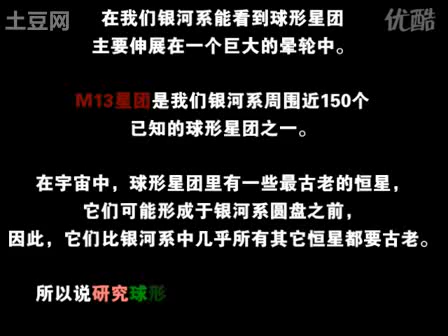 土豆网 优酷
在我们银河系能看到球形星团
主要伸展在一个巨大的晕轮中。
M13星团是我们银河系周围近150个
已知的球形星团之一。
在宇宙中，球形星团里有一些最古老的恒星，
它们可能形成于银河系圆盘之前，
因此，它们比银河系中几乎所有其它恒星都要古老。
所以说研究球形